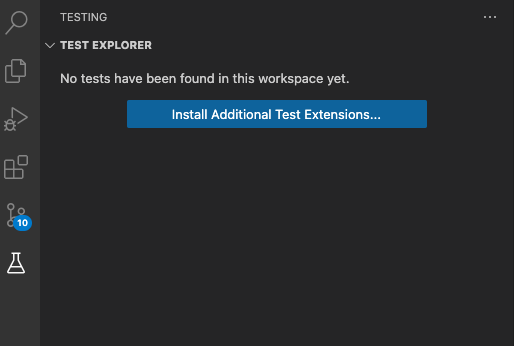 TESTING
TEST EXPLORER
No tests have been found in this workspace yet.
Install Additional Test Extensions...
10